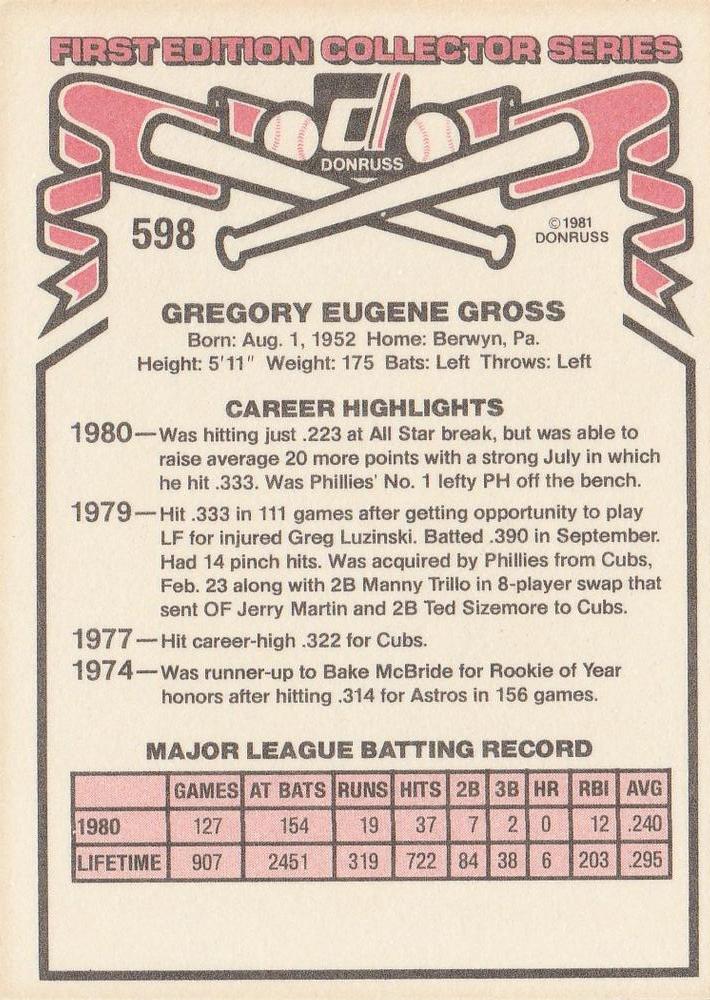 FIRST EDITION COLLECTOR SERIES
d
DONRUSS
598
©1981
DONRUSS
GREGORY EUGENE GROSS
Born: Aug. 1, 1952 Home: Berwyn, Pa.
Height: 5'11" Weight: 175 Bats: Left Throws: Left
CAREER HIGHLIGHTS
1980—Was hitting just .223 at All Star break, but was able to
raise average 20 more points with a strong July in which
he hit .333. Was Phillies' No. 1 lefty PH off the bench.
1979—Hit .333 in 111 games after getting opportunity to play
LF for injured Greg Luzinski. Batted .390 in September.
Had 14 pinch hits. Was acquired by Phillies from Cubs,
Feb. 23 along with 2B Manny Trillo in 8-player swap that
sent OF Jerry Martin and 2B Ted Sizemore to Cubs.
1977—Hit career-high .322 for Cubs.
1974—Was runner-up to Bake McBride for Rookie of Year
honors after hitting .314 for Astros in 156 games.
MAJOR LEAGUE BATTING RECORD
GAMES AT BATS RUNS HITS 2B 3B HR RBI AVG
1980 127 154 19 37 7 2 0 12 .240
LIFETIME 907 2451 319 722 84 38 6 203 .295